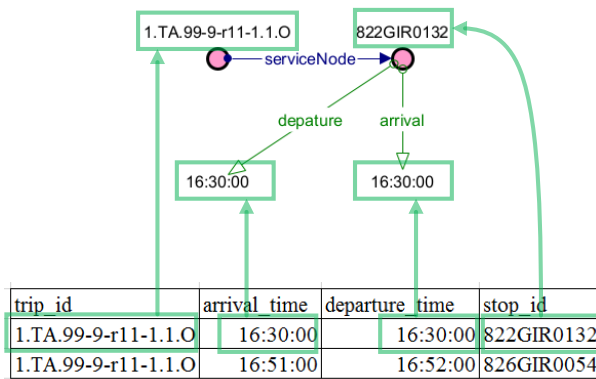 1.TA.99-9-r11-1.1.O 822GIR0132
serviceNode
depature arrival
16:30:00 16:30:00
trip_id arrival_time departure_time stop_id
1.TA.99-9-r11-1.1.O 16:30:00 16:30:00 822GIR0132
1.TA.99-9-r11-1.1.O 16:51:00 16:52:00 826GIR0054